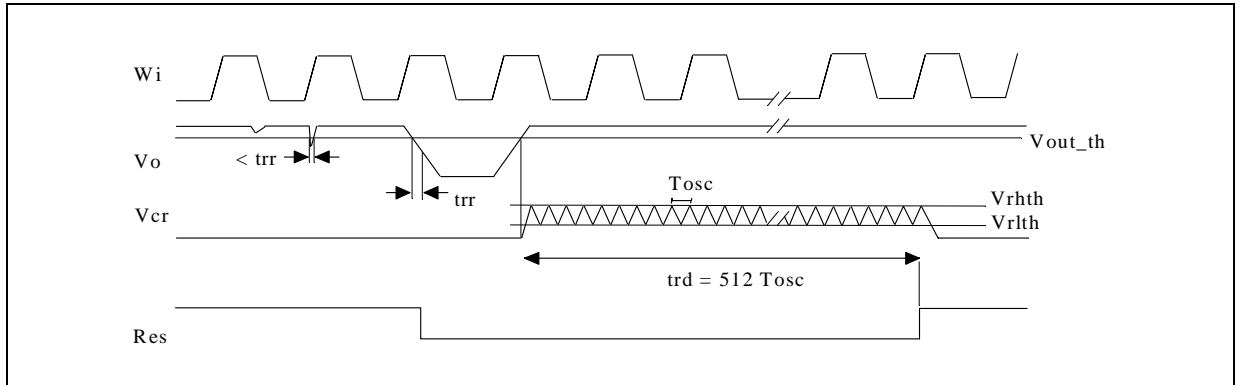 Wi
Vout_th
Vo
< trr
trr
Tosc
Vcr
Vrhth
Vrlth
trd = 512 Tosc
Res